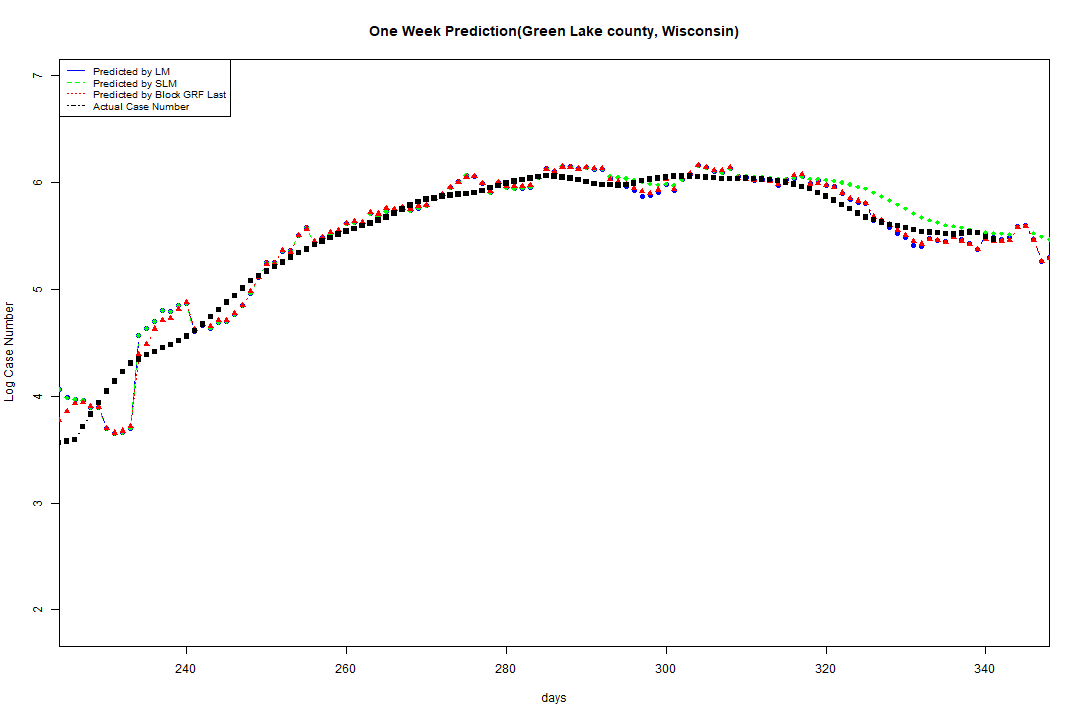 One Week Prediction(Green Lake county, Wisconsin)
Predicted by LM
Predicted by SLM
Predicted by Block GRF Last
Actual Case Number
7
6
5
4
3
2
Log Case Number
240 260 280 300 320 340
days